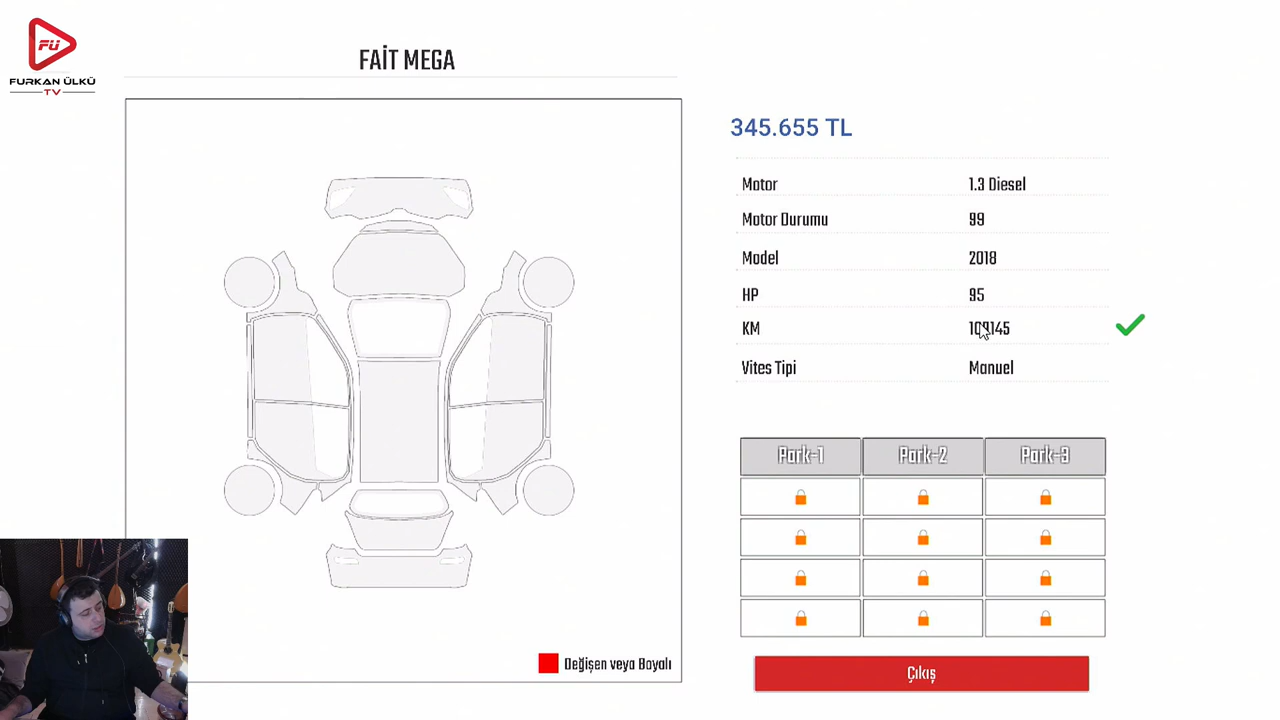 FU
FURKAN ÜLKÜ
TV
FAİT MEGA
345.655 TL
Motor 1.3 Diesel
Motor Durumu 99
Model 2018
HP 95
KM
Vites Tipi Manuel
Park-1 Park-2 Park-3
Değişen veya Boyalı
Çıkış